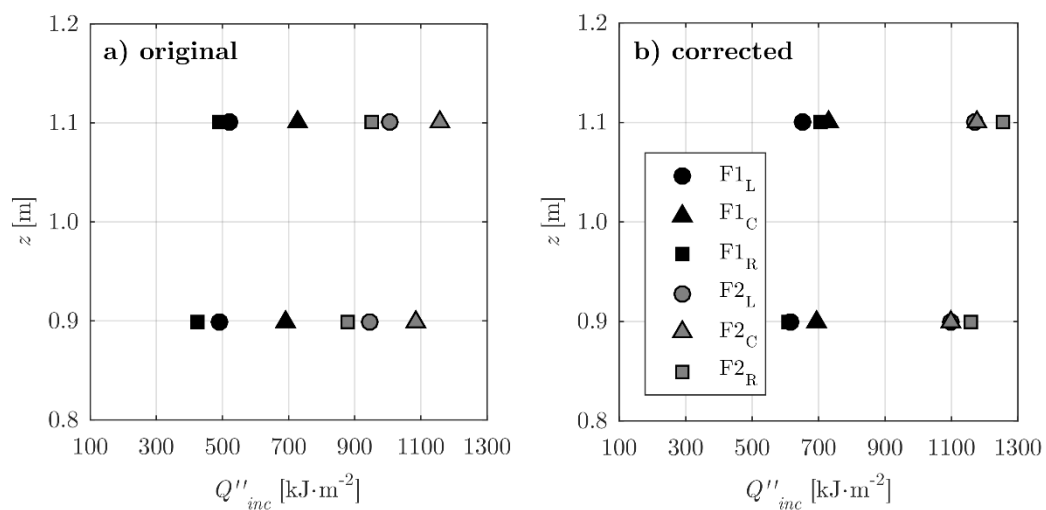 a) original
1.2
1.1
1.0
0.9
0.8
z [m]
100 300 500 700 900 1100 1300
Q''inc [kJ·m-2]
b) corrected
1.2
1.1
1.0
0.9
0.8
z [m]
F1L
F1C
F1R
F2L
F2C
F2R
100 300 500 700 900 1100 1300
Q''inc [kJ·m-2]